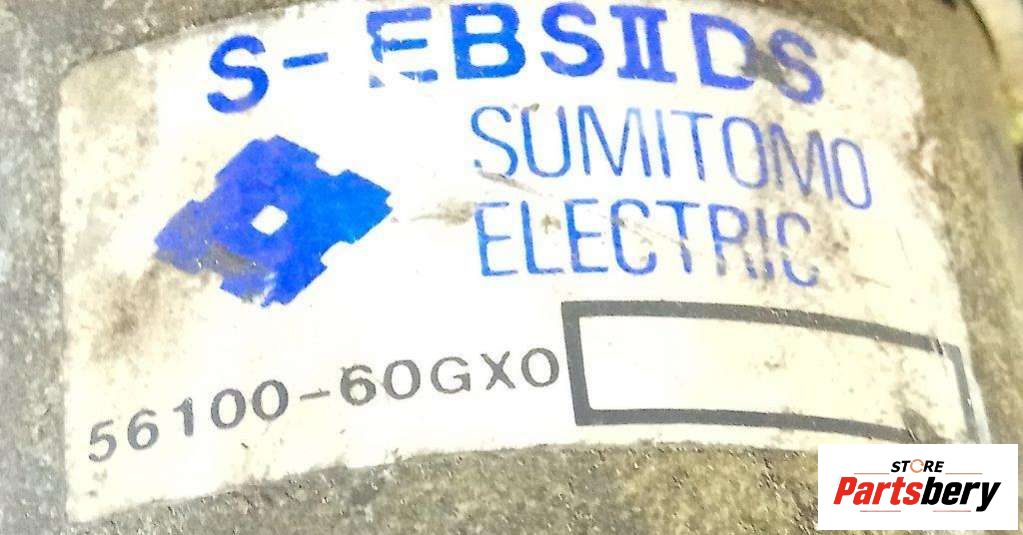 S-EBSIIDS
SUMITOMO
ELECTRIC
56100-60GX0
STORE
Partsbery